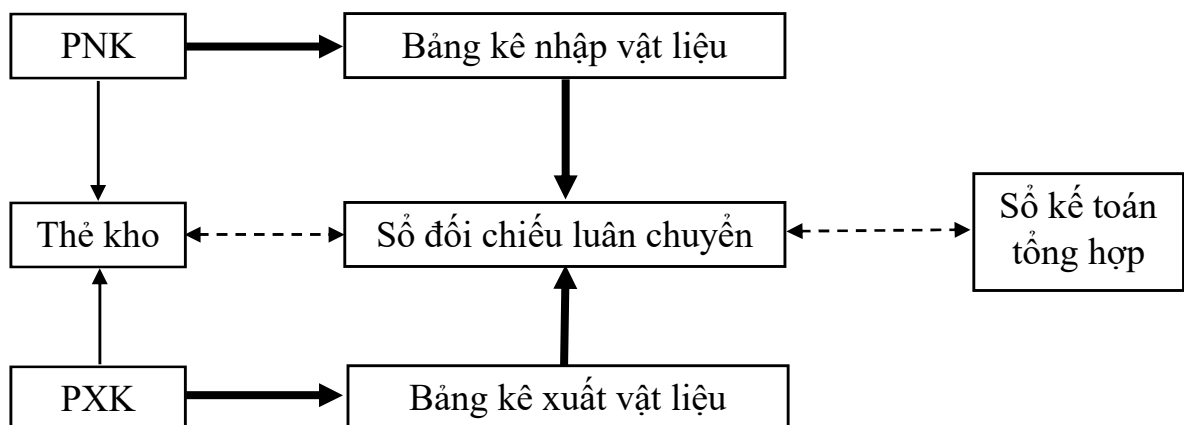 PNK
Bảng kê nhập vật liệu
Thẻ kho
Sổ đối chiếu luân chuyển
Sổ kế toán
tổng hợp
PXK
Bảng kê xuất vật liệu